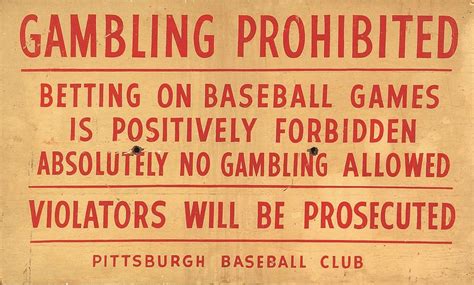 GAMBLING PROHIBITED
BETTING ON BASEBALL GAMES
IS POSITIVELY FORBIDDEN
ABSOLUTELY NO GAMBLING ALLOWED
VIOLATORS WILL BE PROSECUTED
PITTSBURGH BASEBALL CLUB